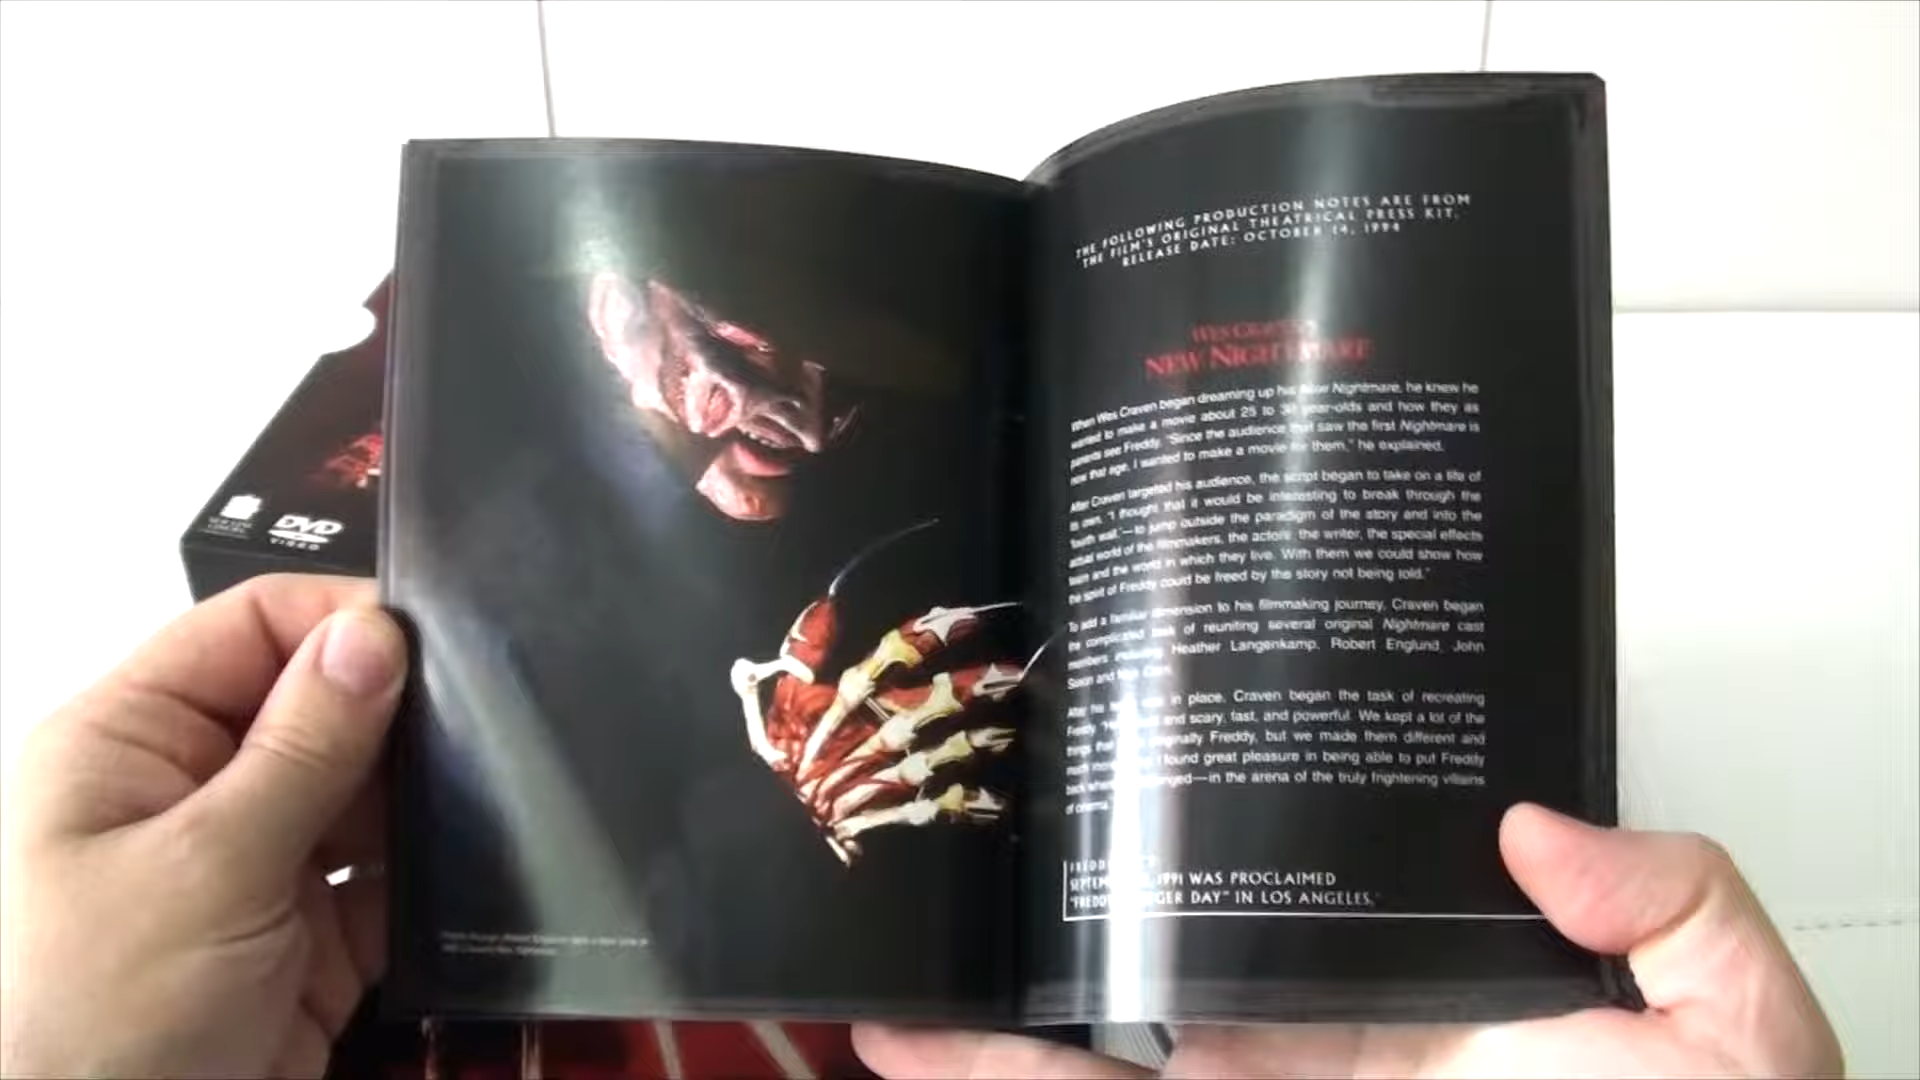 DVD
VIDEO
THE FOLLOWING PRODUCTION NOTES ARE FROM
THE FILM'S ORIGINAL THEATRICAL PRESS KIT.
RELEASE DATE: OCTOBER 14, 1994
WES CRAVEN'S
NEW NIGHTMARE
When Wes Craven began dreaming up his New Nightmare, he knew he
wanted to make a movie about 25 to year-olds and how they as
parents see Freddy. "Since the audience that saw the first Nightmare is
now that age, I wanted to make a movie for them," he explained.
After Craven targeted his audience, the script began to take on a life of
its own. "I thought that it would be interesting to break through the
'fourth wall,'—to jump outside the paradigm of the story and into the
actual world of the filmmakers, the actors, the writer, the special effects
team and the world in which they live. With them we could show how
the spirit of Freddy could be freed by the story not being told."
To add a familiar dimension to his filmmaking journey, Craven began
the complicated task of reuniting several original Nightmare cast
members including Heather Langenkamp, Robert Englund, John
Saxon and
After his in place, Craven began the task of recreating
Freddy. and scary, fast, and powerful. We kept a lot of the
things that originally Freddy, but we made them different and
much I found great pleasure in being able to put Freddy
back —in the arena of the truly frightening villains
of cinema."
1991 WAS PROCLAIMED
DAY" IN LOS ANGELES.